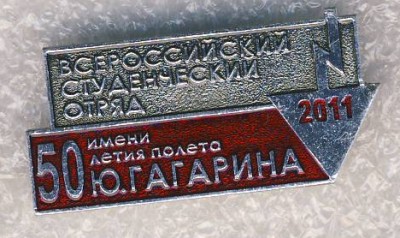 ВСЕРОССИЙСКИЙ
СТУДЕНЧЕСКИЙ
ОТРЯД
2011
имени
50 летия полета
Ю.ГАГАРИНА